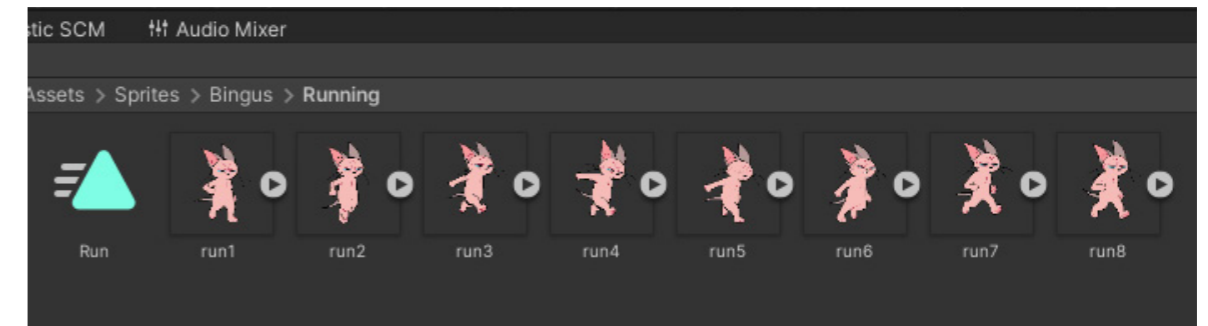 stic SCM Audio Mixer
Assets > Sprites > Bingus > Running
Run run1 run2 run3 run4 run5 run6 run7 run8